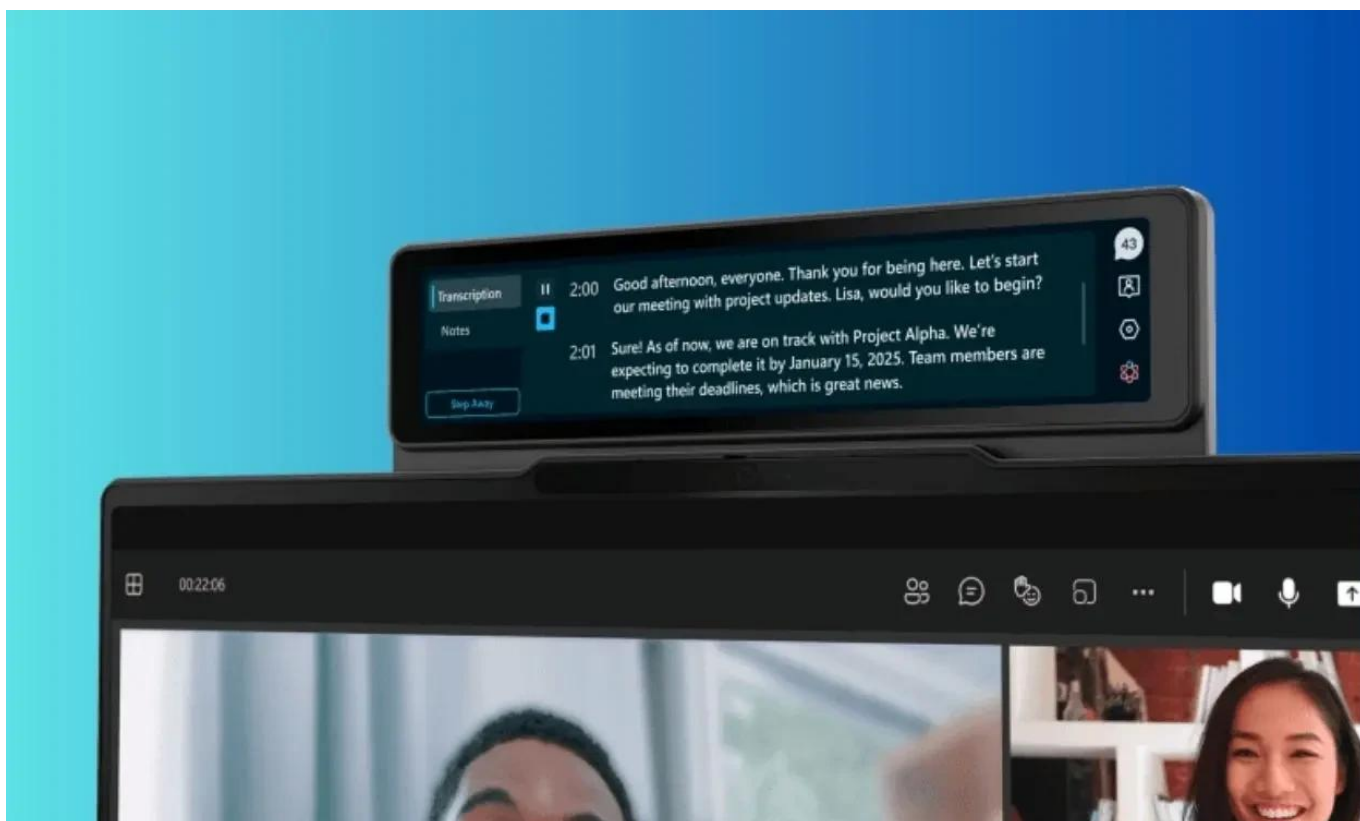 Transcription
Notes
Step Away
2:00 Good afternoon, everyone. Thank you for being here. Let's start
our meeting with project updates. Lisa, would you like to begin?
2:01 Sure! As of now, we are on track with Project Alpha. We're
expecting to complete it by January 15, 2025. Team members are
meeting their deadlines, which is great news.
43
00:22:06